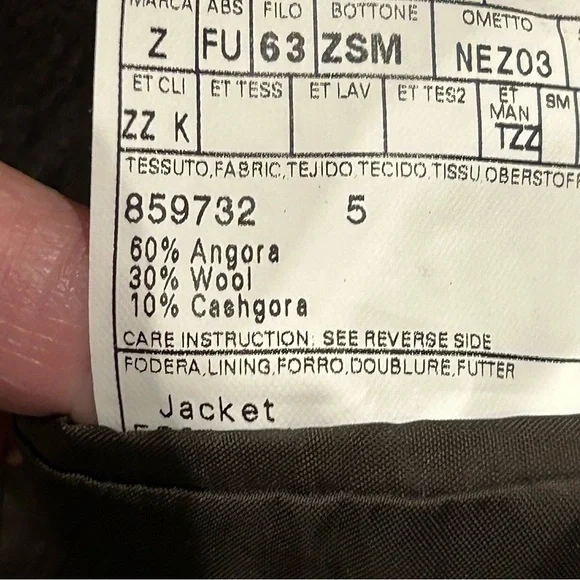 MARCA ABS FILO BOTTONE OMETTO
Z FU 63 ZSM NEZ03
ET CLI ET TESS ET LAV ET TES2 ET MAN SM
ZZ K TZZ
TESSUTO,FABRIC,TEJIDO,TECIDO,TISSU,OBERSTOFF
859732 5
60% Angora
30% Wool
10% Cashgora
CARE INSTRUCTION: SEE REVERSE SIDE
FODERA,LINING,FORRO,DOUBLURE,FUTTER
Jacket